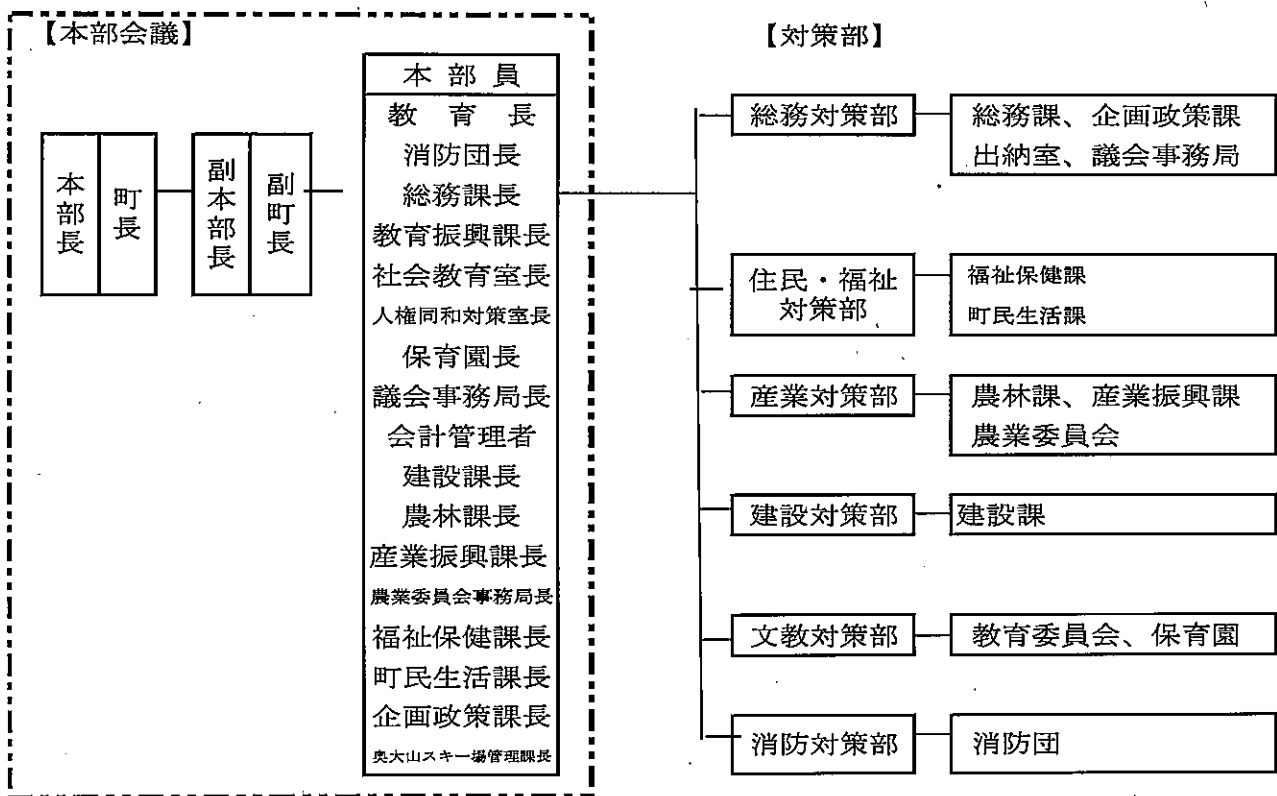 【本部会議】
本部長
町長
副本部長
副町長
本部員
教育長
消防団長
総務課長
教育振興課長
社会教育室長
人権同和対策室長
保育園長
議会事務局長
会計管理者
建設課長
農林課長
産業振興課長
農業委員会事務局長
福祉保健課長
町民生活課長
企画政策課長
奥大山スキー場管理課長
【対策部】
総務対策部
総務課、企画政策課
出納室、議会事務局
住民・福祉
対策部
福祉保健課
町民生活課
産業対策部
農林課、産業振興課
農業委員会
建設対策部
建設課
文教対策部
教育委員会、保育園
消防対策部
消防団